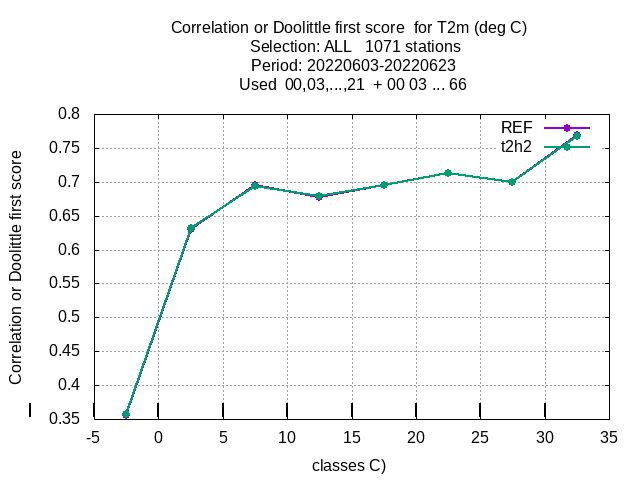 Correlation or Doolittle first score  for T2m (deg C)
Selection: ALL   1071 stations
Period: 20220603-20220623
Used  00,03,...,21  + 00 03 ... 66
REF
t2h2
0.8
0.75
0.7
0.65
0.6
0.55
0.5
0.45
0.4
0.35
Correlation or Doolittle first score
-5 0 5 10 15 20 25 30 35
classes C)